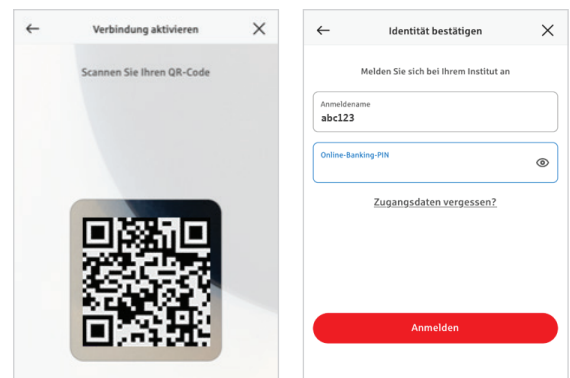 Verbindung aktivieren
Scannen Sie Ihren QR-Code
Identität bestätigen
Melden Sie sich bei Ihrem Institut an
Anmeldename
abc123
Online-Banking-PIN
Zugangsdaten vergessen?
Anmelden